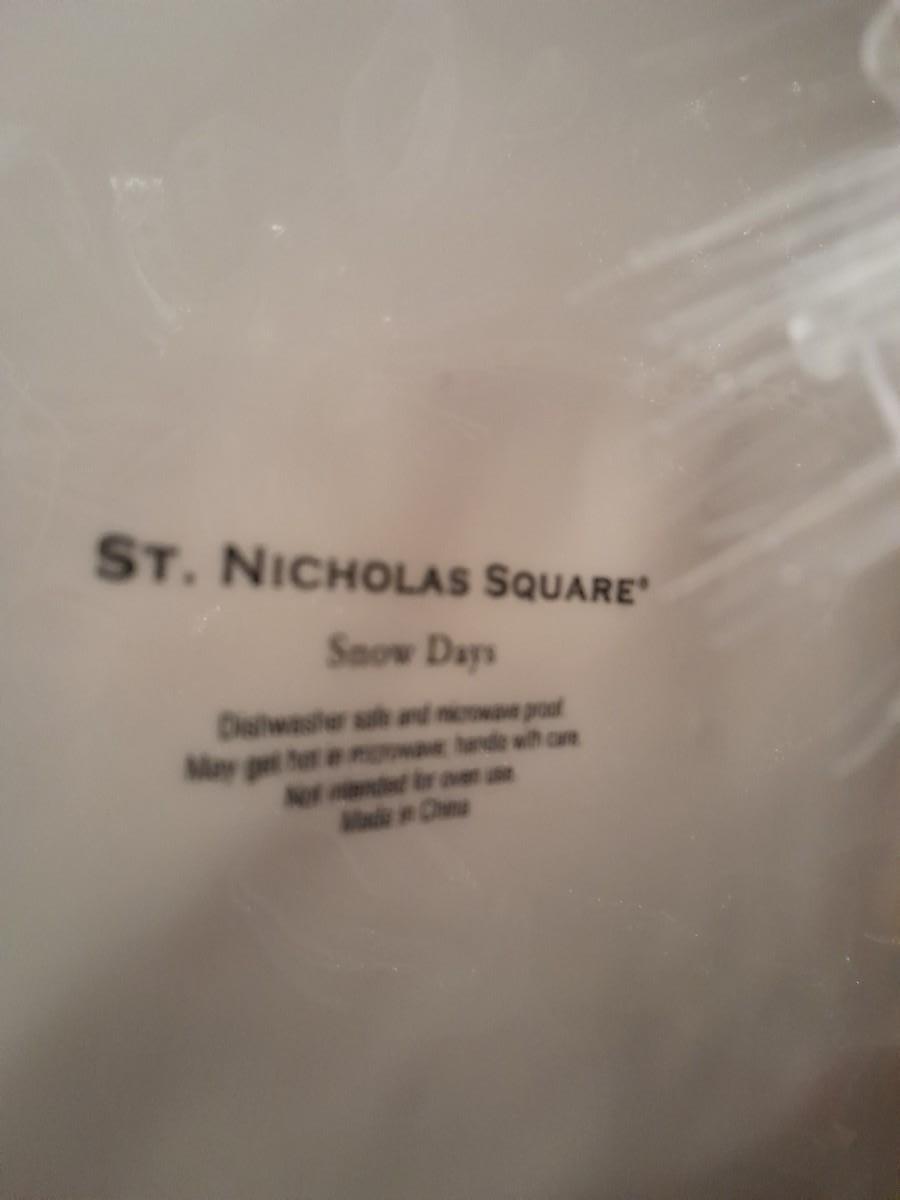 ST. NICHOLAS SQUARE®
Snow Days
Dishwasher safe and microwave proof.
May get hot in microwave; handle with care.
Not intended for oven use.
Made in China